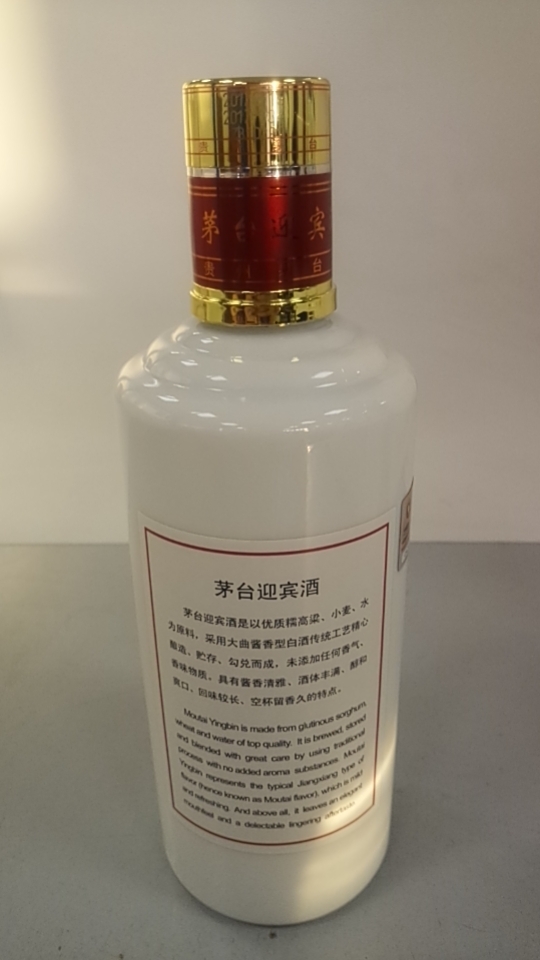 茅台迎宾
茅台迎宾酒
茅台迎宾酒是以优质糯高粱、小麦、水
为原料，采用大曲酱香型白酒传统工艺精心
酿造、贮存、勾兑而成，未添加任何香气、
香味物质。具有酱香清雅、酒体丰满、醇和
爽口、回味较长、空杯留香久的特点。
Moutai Yingbin is made from glutinous sorghum,
wheat and water of top quality. It is brewed, stored
and blended with great care by using traditional
process with no added aroma substances. Moutai
Yingbin represents the typical Jiangxiang type of
flavor (hence known as Moutai flavor), which is mild
and refreshing. And above all, it leaves an elegant
mouthfeel and a delectable lingering aftertaste.